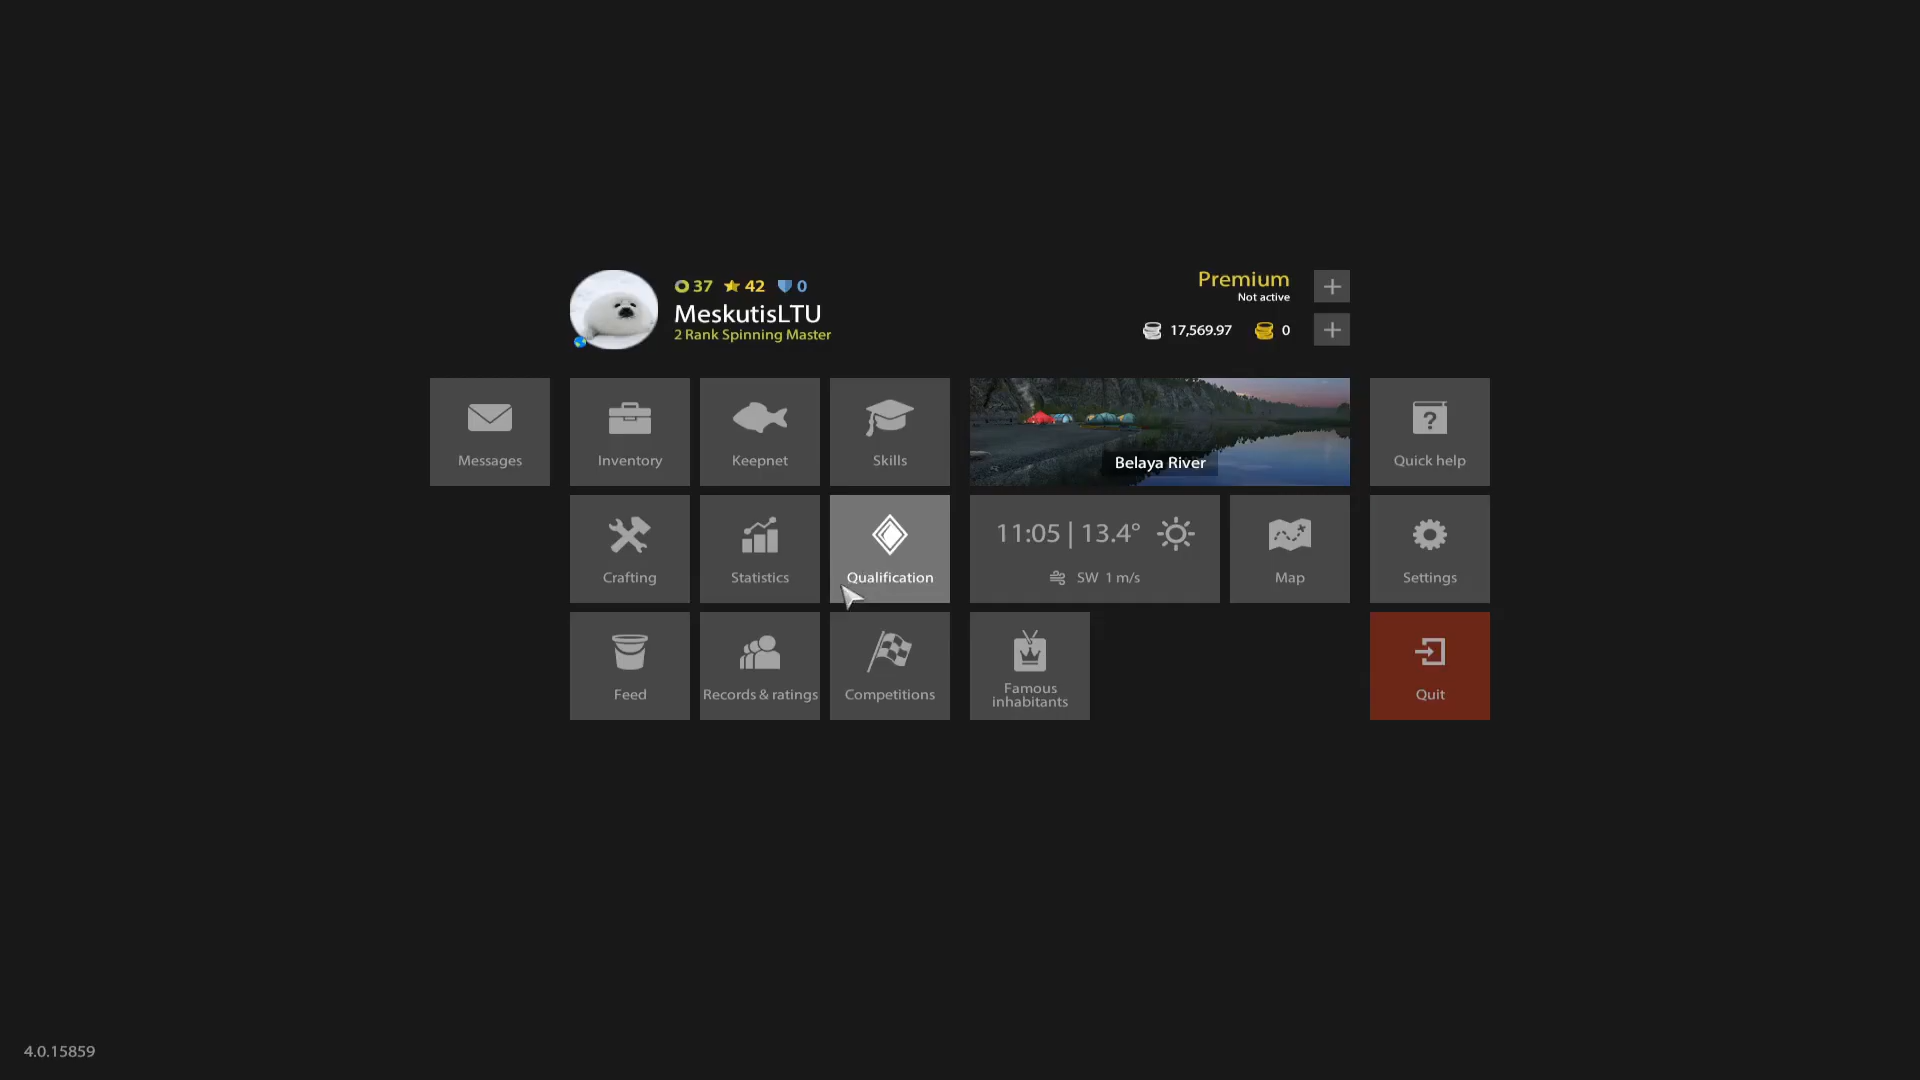 37 42 0
MeskutisLTU
2 Rank Spinning Master
Premium
Not active
17,569.97 0
Messages
Inventory
Keepnet
Skills
Belaya River
Quick help
Crafting
Statistics
Qualification
11:05 | 13.4°
SW 1 m/s
Map
Settings
Feed
Records & ratings
Competitions
Famous
inhabitants
Quit
4.0.15859